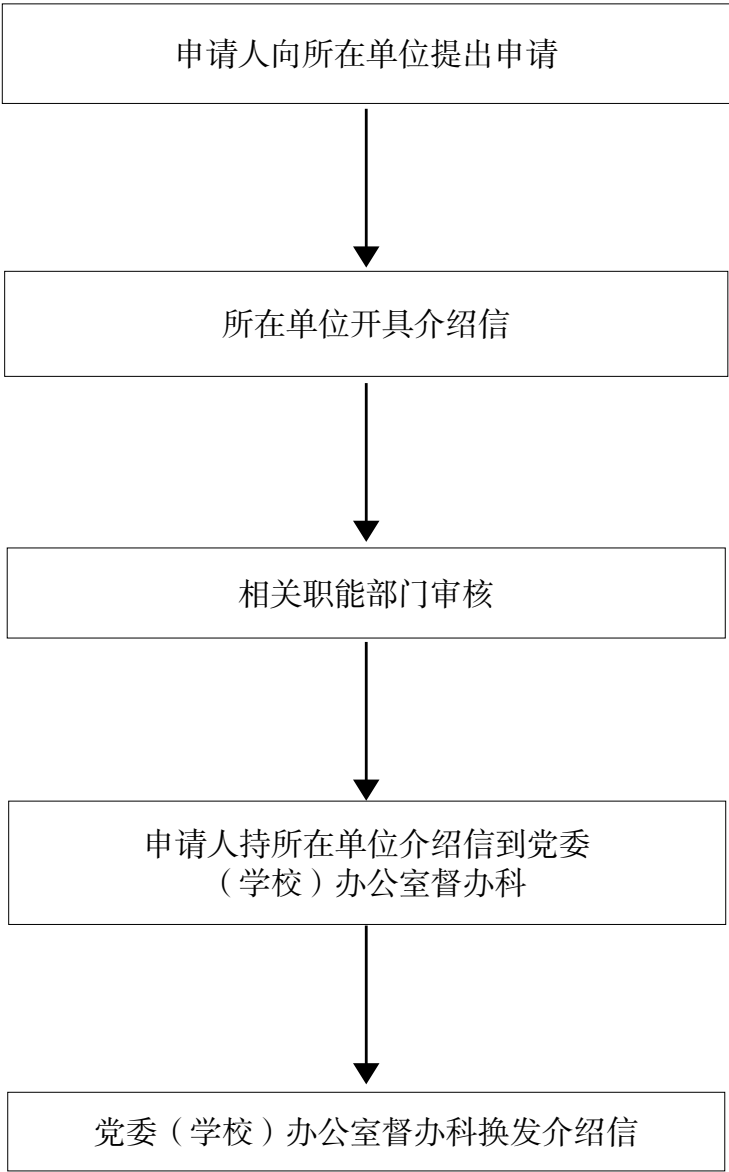 申请人向所在单位提出申请
所在单位开具介绍信
相关职能部门审核
申请人持所在单位介绍信到党委
（学校）办公室督办科
党委（学校）办公室督办科换发介绍信